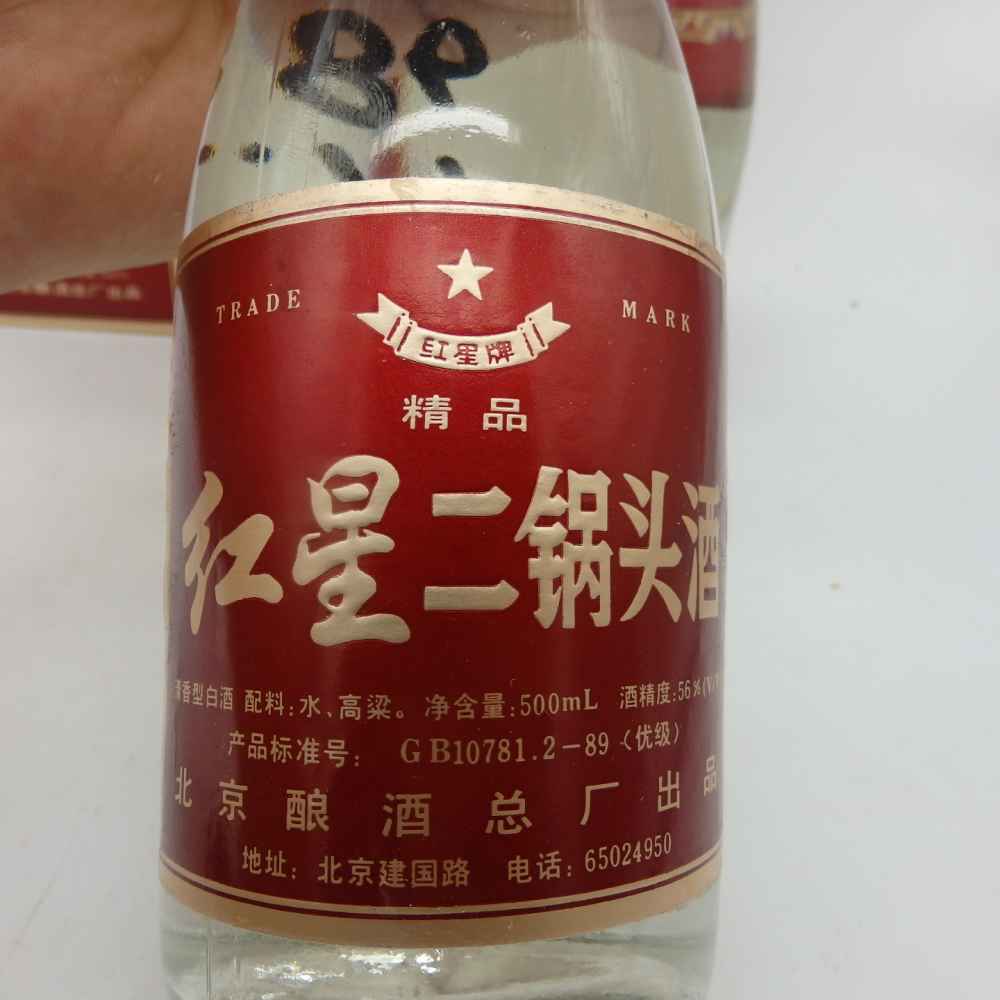 TRADE MARK
红星牌
精品
红星二锅头酒
清香型白酒 配料:水、高粱。 净含量:500mL 酒精度:56%(V/
产品标准号: GB10781.2-89(优级)
北京酿酒总厂出品
地址: 北京建国路 电话: 65024950